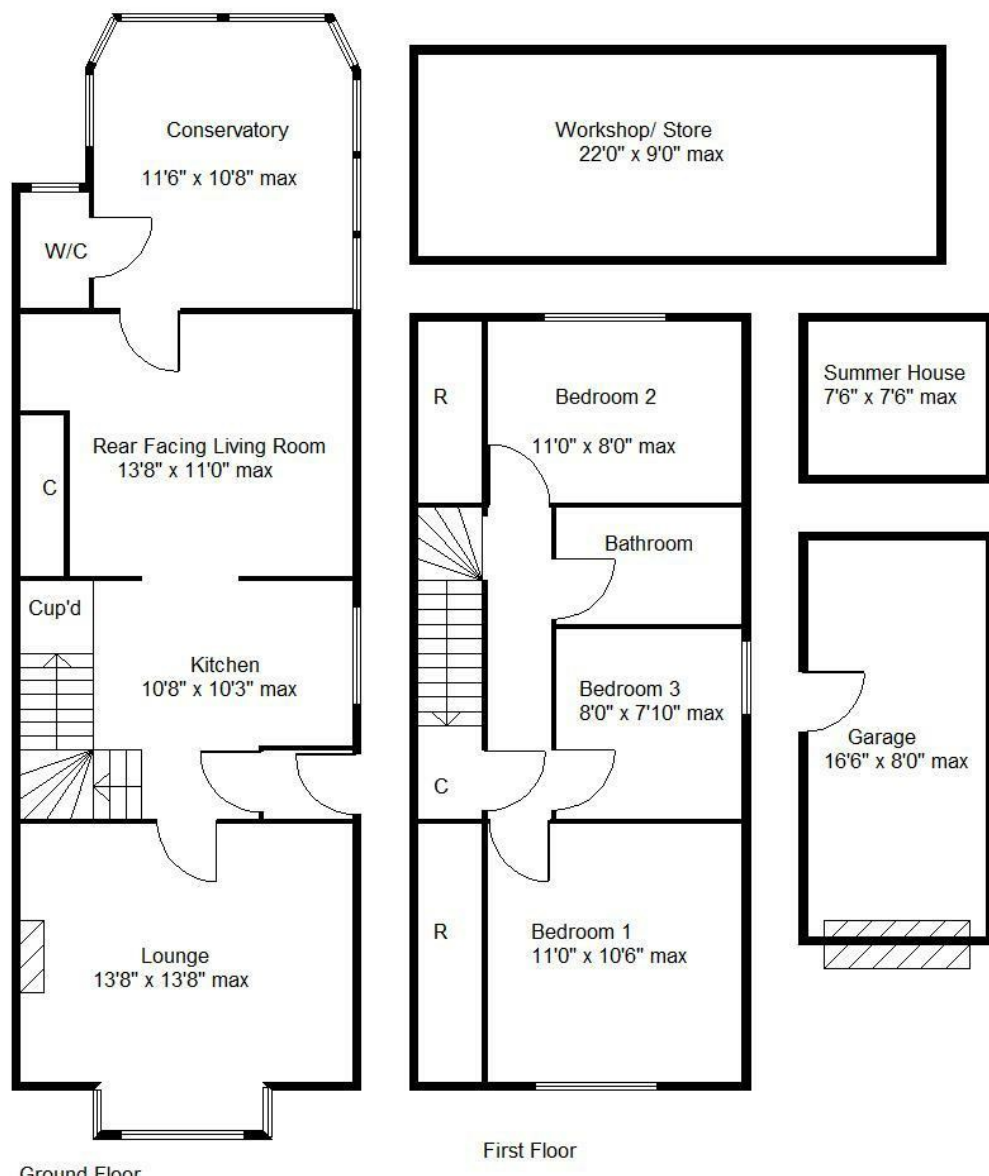 Conservatory
11'6" x 10'8" max
W/C
Rear Facing Living Room
13'8" x 11'0" max
C
Cup'd
Kitchen
10'8" x 10'3" max
Lounge
13'8" x 13'8" max
Ground Floor
Workshop/ Store
22'0" x 9'0" max
R
Bedroom 2
11'0" x 8'0" max
Bathroom
Bedroom 3
8'0" x 7'10" max
C
R
Bedroom 1
11'0" x 10'6" max
First Floor
Summer House
7'6" x 7'6" max
Garage
16'6" x 8'0" max